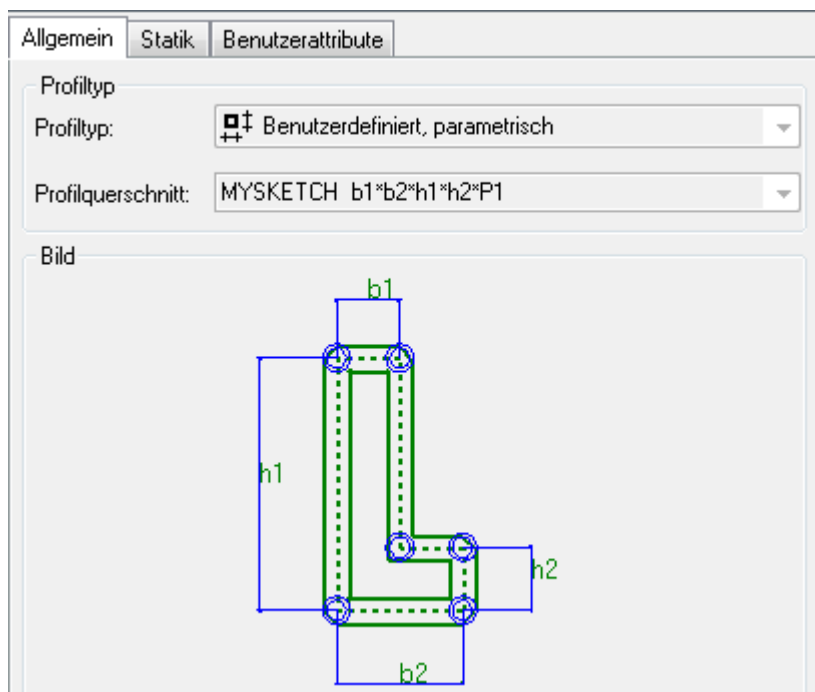 Allgemein Statik Benutzerattribute
Profiltyp
Profiltyp: Benutzerdefiniert, parametrisch
Profilquerschnitt: MYSKETCH b1*b2*h1*h2*P1
Bild
b1
h1
h2
b2